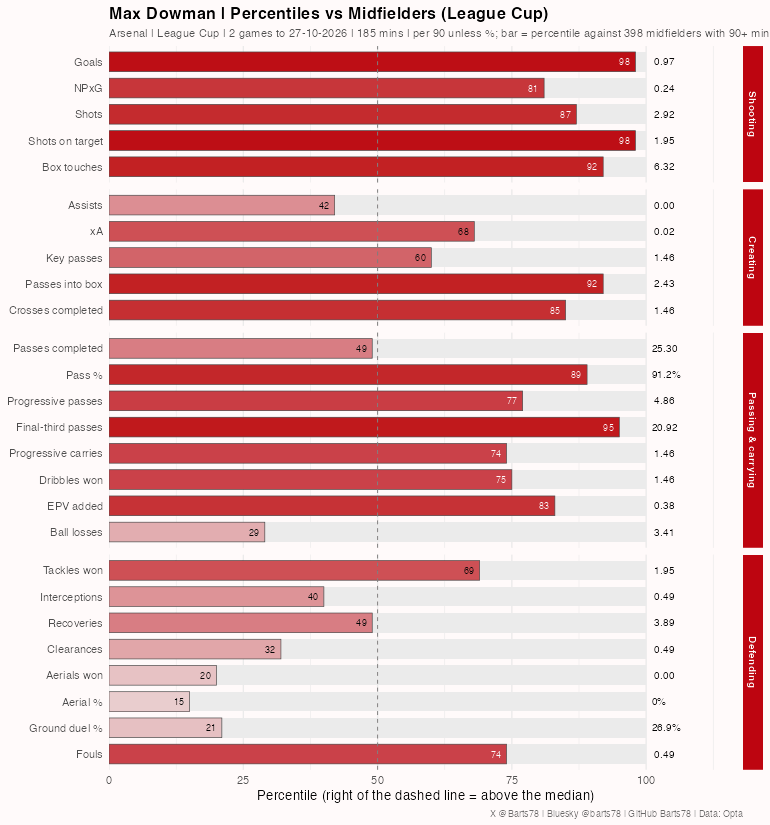 Max Dowman | Percentiles vs Midfielders (League Cup)
Arsenal | League Cup | 2 games to 27-10-2026 | 185 mins | per 90 unless %; bar = percentile against 398 midfielders with 90+ min
Goals 98 0.97
NPxG 81 0.24
Shots 87 2.92
Shots on target 98 1.95
Box touches 92 6.32
Shooting
Assists 42 0.00
xA 68 0.02
Key passes 60 1.46
Passes into box 92 2.43
Crosses completed 85 1.46
Creating
Passes completed 49 25.30
Pass % 89 91.2%
Progressive passes 77 4.86
Final-third passes 95 20.92
Progressive carries 74 1.46
Dribbles won 75 1.46
EPV added 83 0.38
Ball losses 29 3.41
Passing & carrying
Tackles won 69 1.95
Interceptions 40 0.49
Recoveries 49 3.89
Clearances 32 0.49
Aerials won 20 0.00
Aerial % 15 0%
Ground duel % 21 26.9%
Fouls 74 0.49
Defending
0 25 50 75 100
Percentile (right of the dashed line = above the median)
X @Barts78 | Bluesky @barts78 | GitHub Barts78 | Data: Opta